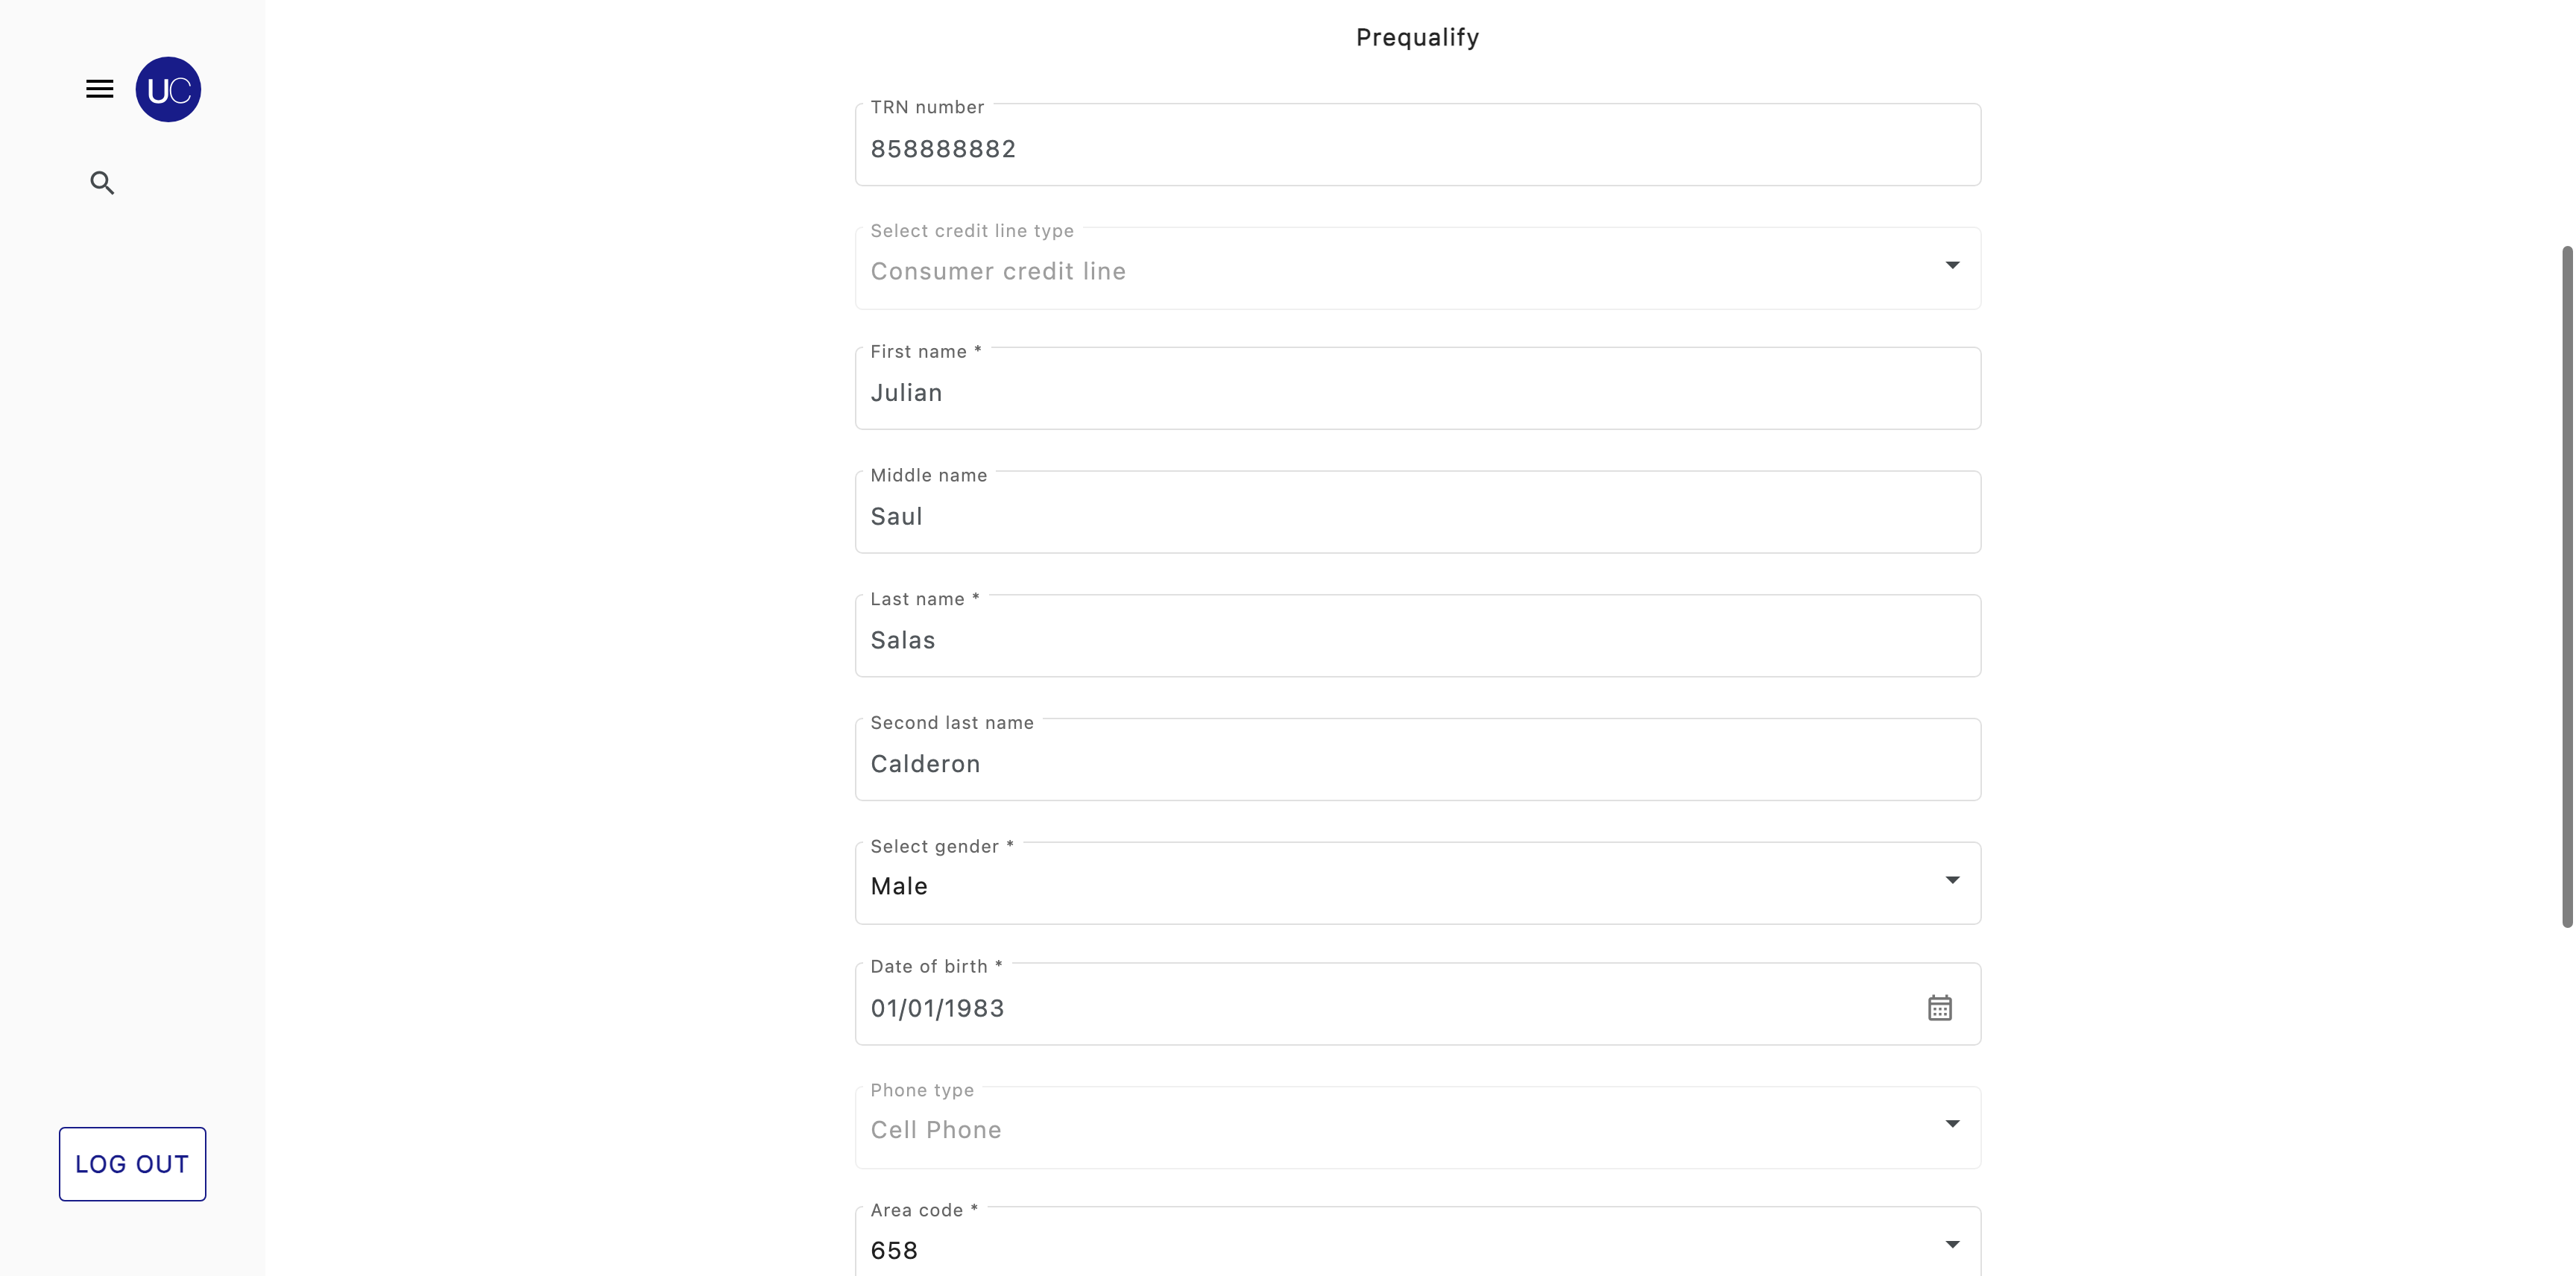 Prequalify
UC
TRN number
858888882
Select credit line type
Consumer credit line
First name *
Julian
Middle name
Saul
Last name *
Salas
Second last name
Calderon
Select gender *
Male
Date of birth *
01/01/1983
Phone type
Cell Phone
LOG OUT
Area code *
658